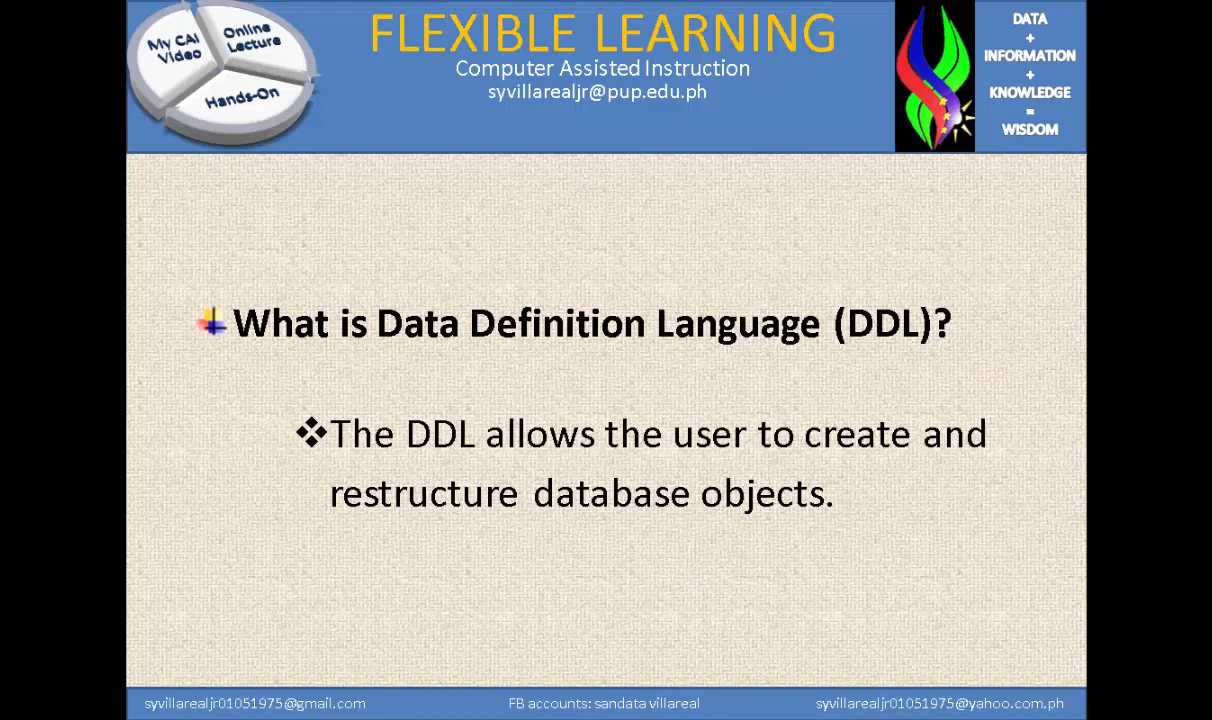 My CAI
Video
Online
Lecture
Hands-On
FLEXIBLE LEARNING
Computer Assisted Instruction
syvillarealjr@pup.edu.ph
DATA
+
INFORMATION
+
KNOWLEDGE
=
WISDOM
What is Data Definition Language (DDL)?
The DDL allows the user to create and
restructure database objects.
syvillarealjr01051975@gmail.com
FB accounts: sandata villareal
syvillarealjr01051975@yahoo.com.ph